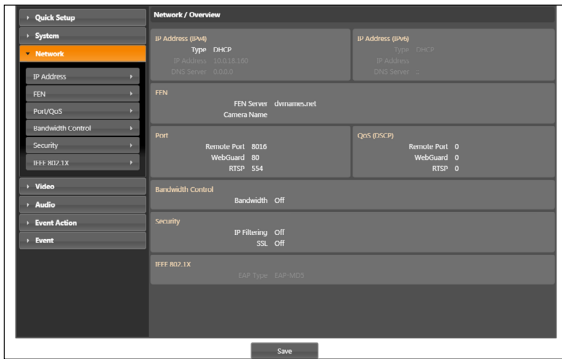 Quick Setup
System
Network
IP Address
FEN
Port/QoS
Bandwidth Control
Security
IEEE 802.1X
Video
Audio
Event Action
Event
Network / Overview
IP Address (IPv4)
Type DHCP
IP Address 10.0.18.180
DNS Server 0.0.0.0
IP Address (IPv6)
Type DHCP
IP Address
DNS Server ..
FEN
FEN Server dvrnames.net
Camera Name
Port
Remote Port 8016
WebGuard 80
RTSP 554
QoS (DSCP)
Remote Port 0
WebGuard 0
RTSP 0
Bandwidth Control
Bandwidth Off
Security
IP Filtering Off
SSL Off
IEEE 802.1X
EAP Type EAP-MD5
Save